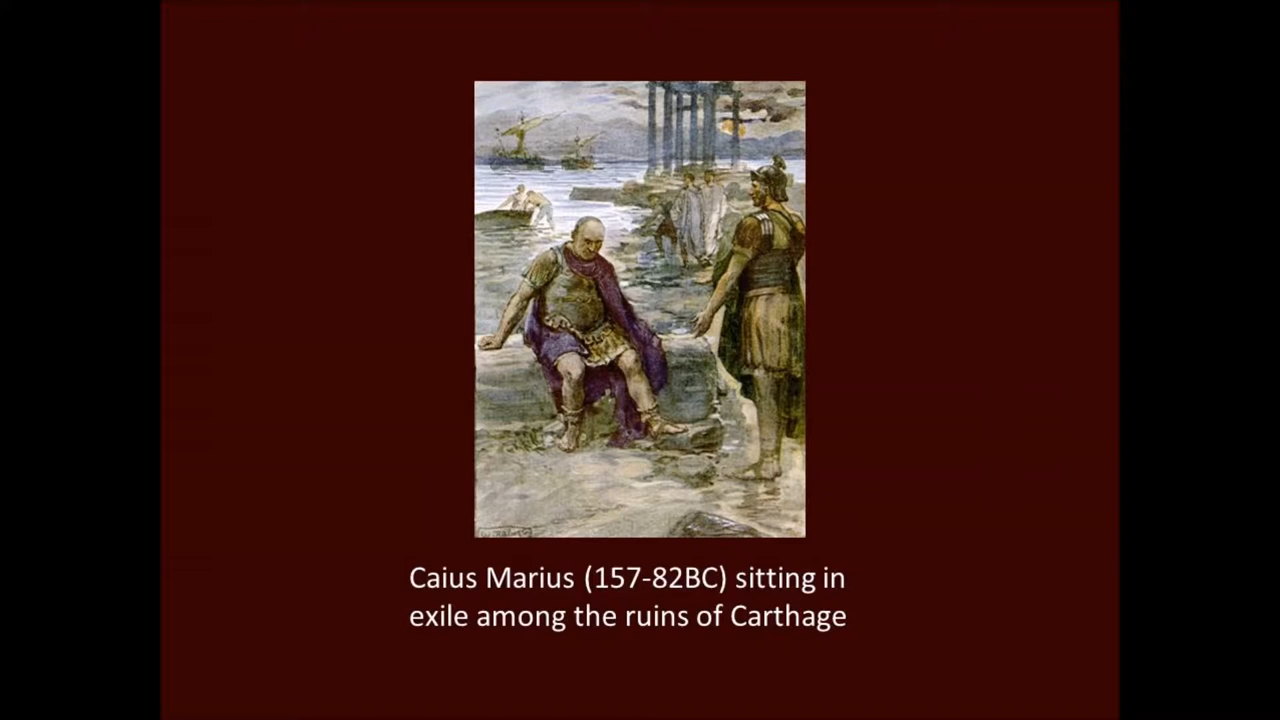 Caius Marius (157-82BC) sitting in
exile among the ruins of Carthage